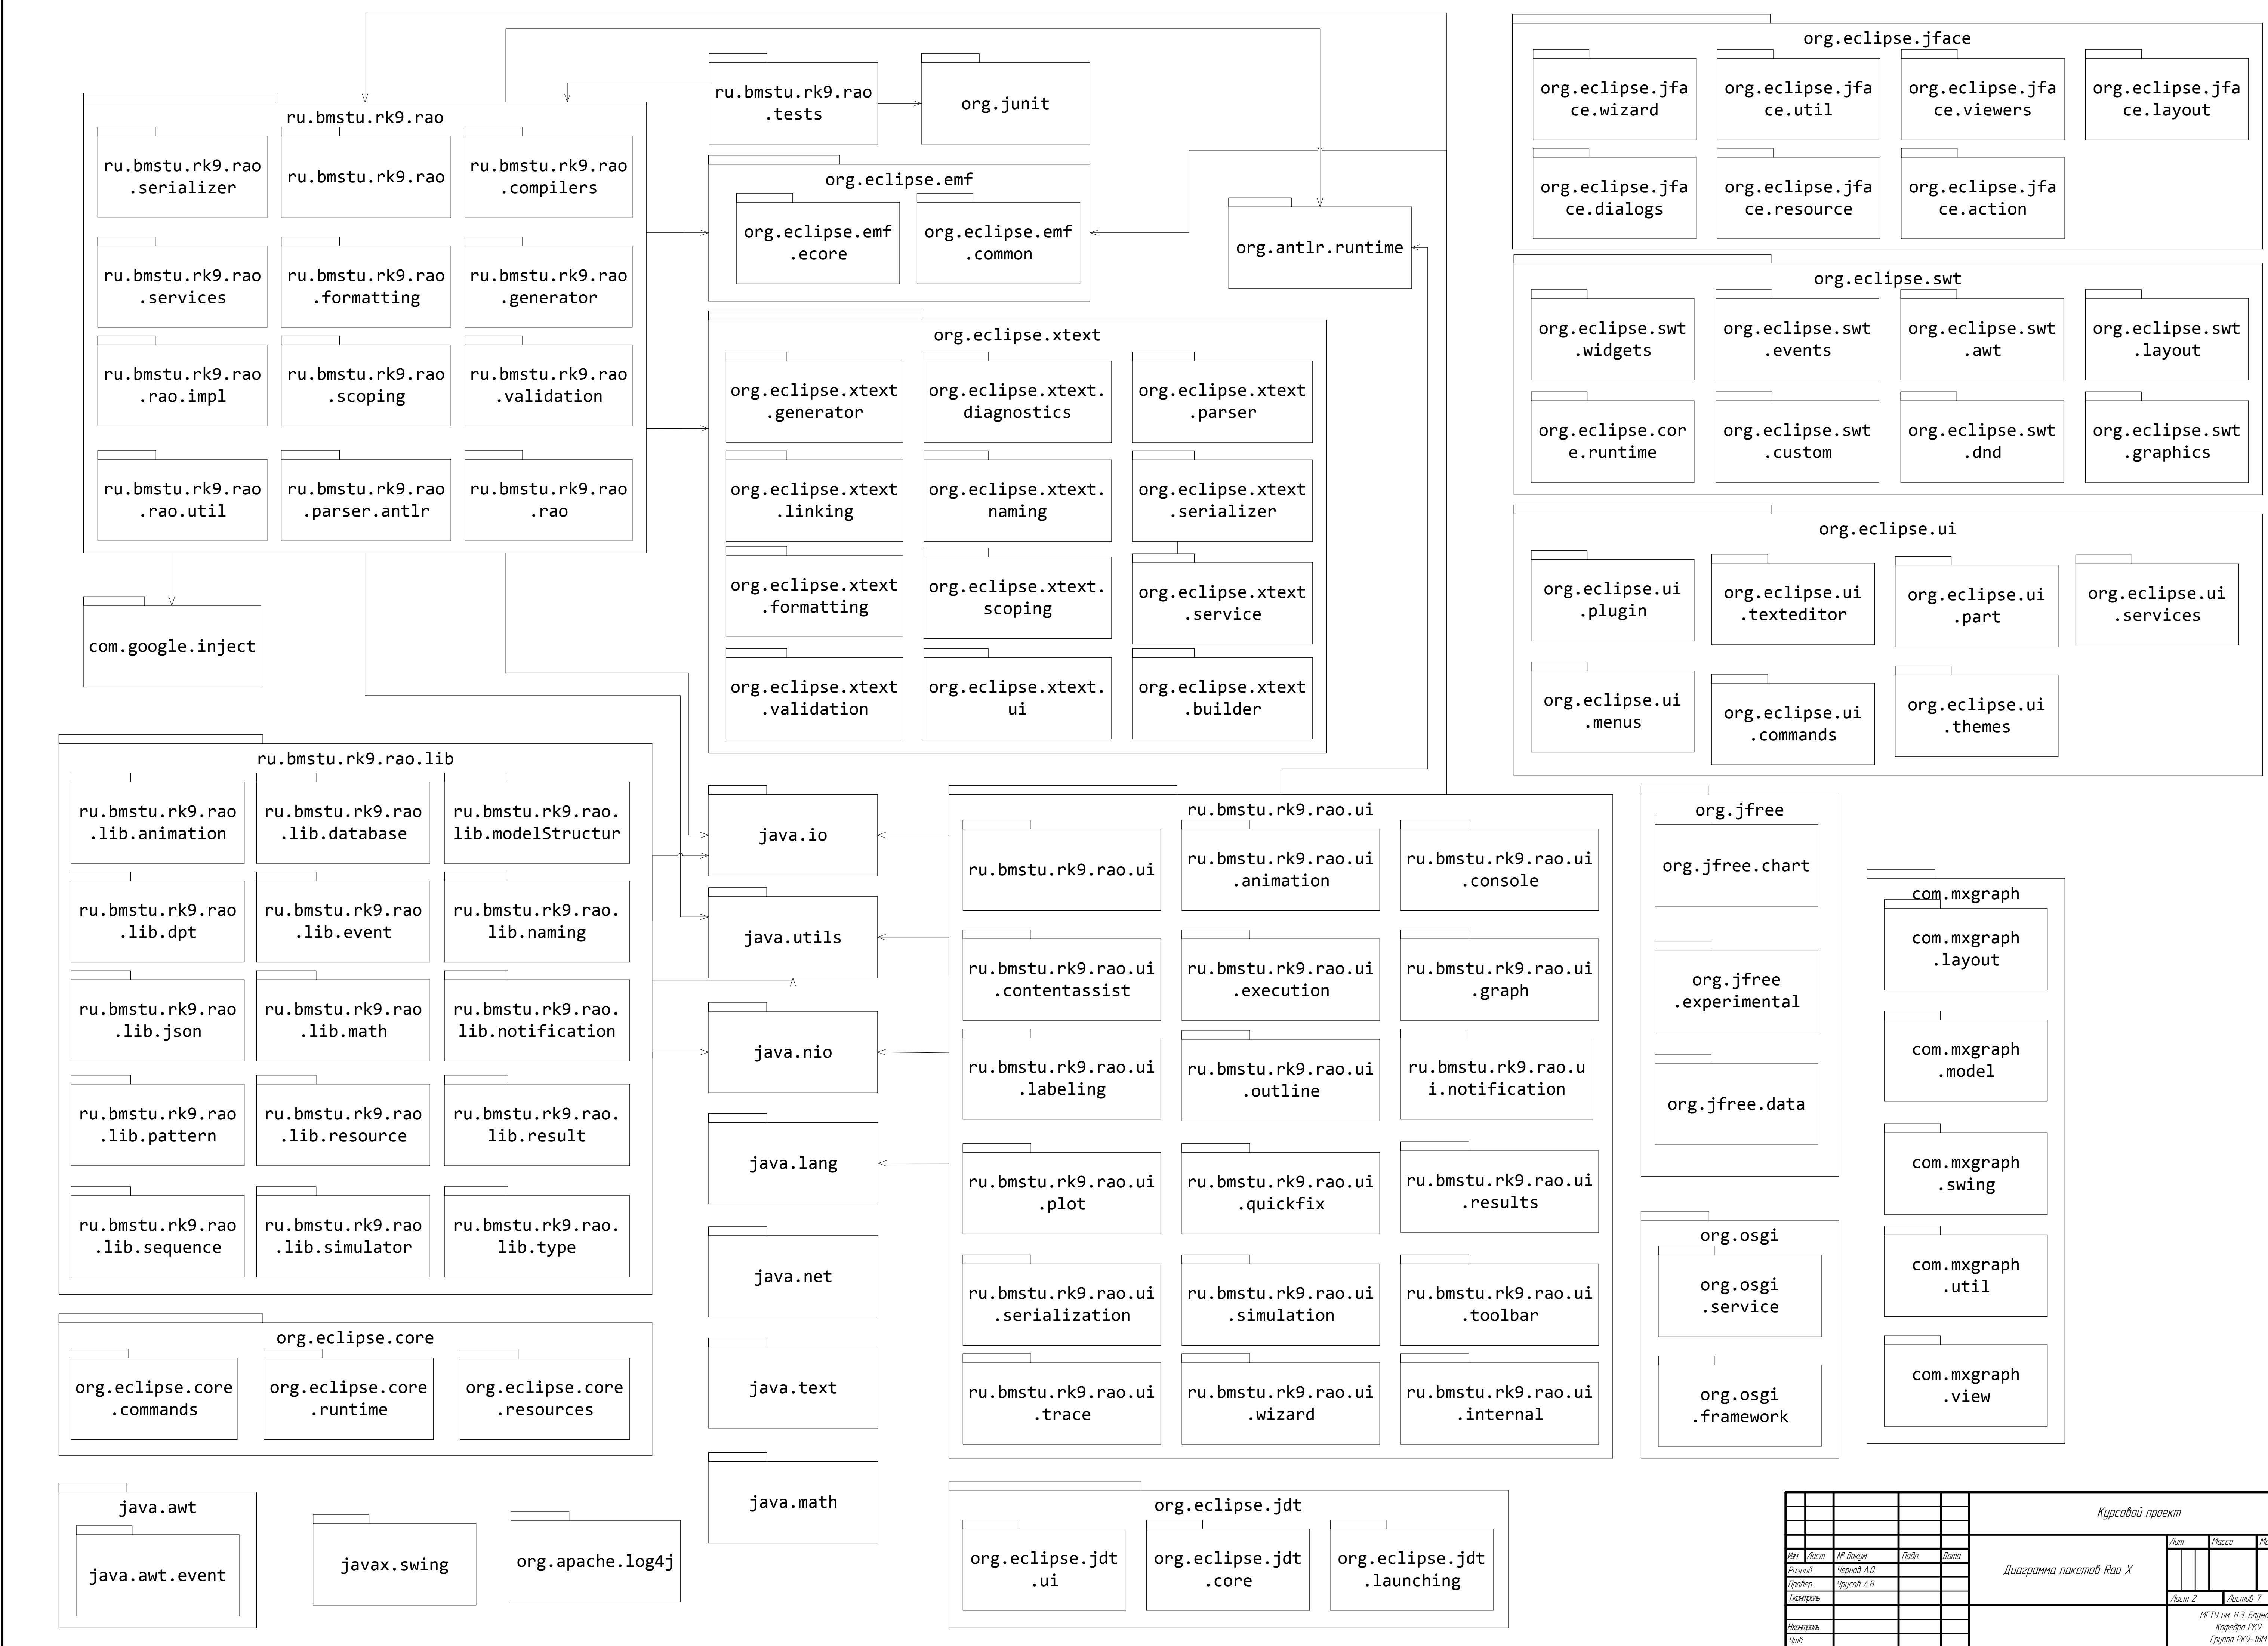 ru.bmstu.rk9.rao
ru.bmstu.rk9.rao
.serializer
ru.bmstu.rk9.rao
ru.bmstu.rk9.rao
.compilers
ru.bmstu.rk9.rao
.services
ru.bmstu.rk9.rao
.formatting
ru.bmstu.rk9.rao
.generator
ru.bmstu.rk9.rao
.rao.impl
ru.bmstu.rk9.rao
.scoping
ru.bmstu.rk9.rao
.validation
ru.bmstu.rk9.rao
.rao.util
ru.bmstu.rk9.rao
.parser.antlr
ru.bmstu.rk9.rao
.rao
com.google.inject
ru.bmstu.rk9.rao
.tests
org.junit
org.eclipse.emf
org.eclipse.emf
.ecore
org.eclipse.emf
.common
org.antlr.runtime
org.eclipse.xtext
org.eclipse.xtext
.generator
org.eclipse.xtext.
diagnostics
org.eclipse.xtext
.parser
org.eclipse.xtext
.linking
org.eclipse.xtext.
naming
org.eclipse.xtext
.serializer
org.eclipse.xtext
.formatting
org.eclipse.xtext.
scoping
org.eclipse.xtext
.service
org.eclipse.xtext
.validation
org.eclipse.xtext.
ui
org.eclipse.xtext
.builder
org.eclipse.jface
org.eclipse.jfa
ce.wizard
org.eclipse.jfa
ce.util
org.eclipse.jfa
ce.viewers
org.eclipse.jfa
ce.layout
org.eclipse.jfa
ce.dialogs
org.eclipse.jfa
ce.resource
org.eclipse.jfa
ce.action
org.eclipse.swt
org.eclipse.swt
.widgets
org.eclipse.swt
.events
org.eclipse.swt
.awt
org.eclipse.swt
.layout
org.eclipse.cor
e.runtime
org.eclipse.swt
.custom
org.eclipse.swt
.dnd
org.eclipse.swt
.graphics
org.eclipse.ui
org.eclipse.ui
.plugin
org.eclipse.ui
.texteditor
org.eclipse.ui
.part
org.eclipse.ui
.services
org.eclipse.ui
.menus
org.eclipse.ui
.commands
org.eclipse.ui
.themes
ru.bmstu.rk9.rao.lib
ru.bmstu.rk9.rao
.lib.animation
ru.bmstu.rk9.rao
.lib.database
ru.bmstu.rk9.rao.
lib.modelStructur
ru.bmstu.rk9.rao
.lib.dpt
ru.bmstu.rk9.rao
.lib.event
ru.bmstu.rk9.rao.
lib.naming
ru.bmstu.rk9.rao
.lib.json
ru.bmstu.rk9.rao
.lib.math
ru.bmstu.rk9.rao.
lib.notification
ru.bmstu.rk9.rao
.lib.pattern
ru.bmstu.rk9.rao
.lib.resource
ru.bmstu.rk9.rao.
lib.result
ru.bmstu.rk9.rao
.lib.sequence
ru.bmstu.rk9.rao
.lib.simulator
ru.bmstu.rk9.rao.
lib.type
java.io
java.utils
java.nio
java.lang
java.net
java.text
java.math
ru.bmstu.rk9.rao.ui
ru.bmstu.rk9.rao.ui
ru.bmstu.rk9.rao.ui
.animation
ru.bmstu.rk9.rao.ui
.console
ru.bmstu.rk9.rao.ui
.contentassist
ru.bmstu.rk9.rao.ui
.execution
ru.bmstu.rk9.rao.ui
.graph
ru.bmstu.rk9.rao.ui
.labeling
ru.bmstu.rk9.rao.ui
.outline
ru.bmstu.rk9.rao.u
i.notification
ru.bmstu.rk9.rao.ui
.plot
ru.bmstu.rk9.rao.ui
.quickfix
ru.bmstu.rk9.rao.ui
.results
ru.bmstu.rk9.rao.ui
.serialization
ru.bmstu.rk9.rao.ui
.simulation
ru.bmstu.rk9.rao.ui
.toolbar
ru.bmstu.rk9.rao.ui
.trace
ru.bmstu.rk9.rao.ui
.wizard
ru.bmstu.rk9.rao.ui
.internal
org.jfree
org.jfree.chart
org.jfree
.experimental
org.jfree.data
org.osgi
org.osgi
.service
org.osgi
.framework
com.mxgraph
com.mxgraph
.layout
com.mxgraph
.model
com.mxgraph
.swing
com.mxgraph
.util
com.mxgraph
.view
org.eclipse.core
org.eclipse.core
.commands
org.eclipse.core
.runtime
org.eclipse.core
.resources
java.awt
java.awt.event
javax.swing
org.apache.log4j
org.eclipse.jdt
org.eclipse.jdt
.ui
org.eclipse.jdt
.core
org.eclipse.jdt
.launching
Курсовой проект
Диаграмма пакетов Rao X
Изм Лист № докум. Подп. Дата
Разраб. Чернов А.О.
Провер. Урусов А.В.
Т.контроль
Н.контроль
Утв.
Лит. Масса
Лист 2 Листов 7
МГТУ им. Н.Э.
Кафедра РК9
Группа РК9-18М